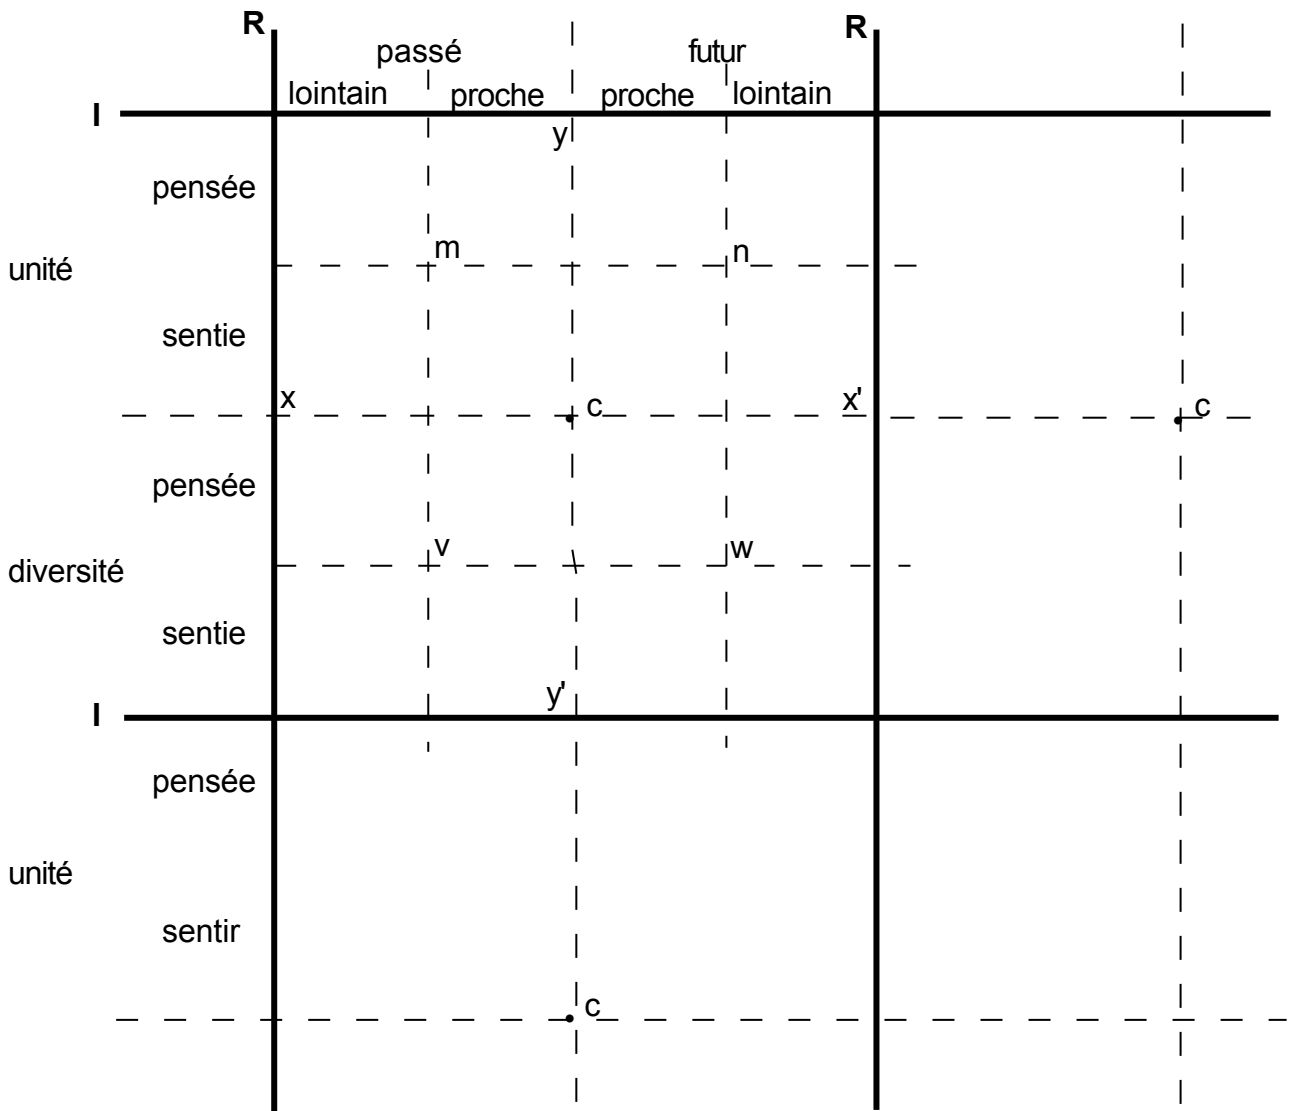 R R
passé futur
lointain proche proche lointain
I
y
pensée
m n
unité
sentie
x c x' c
pensée
v w
diversité
sentie
y'
I
pensée
unité
sentir
c